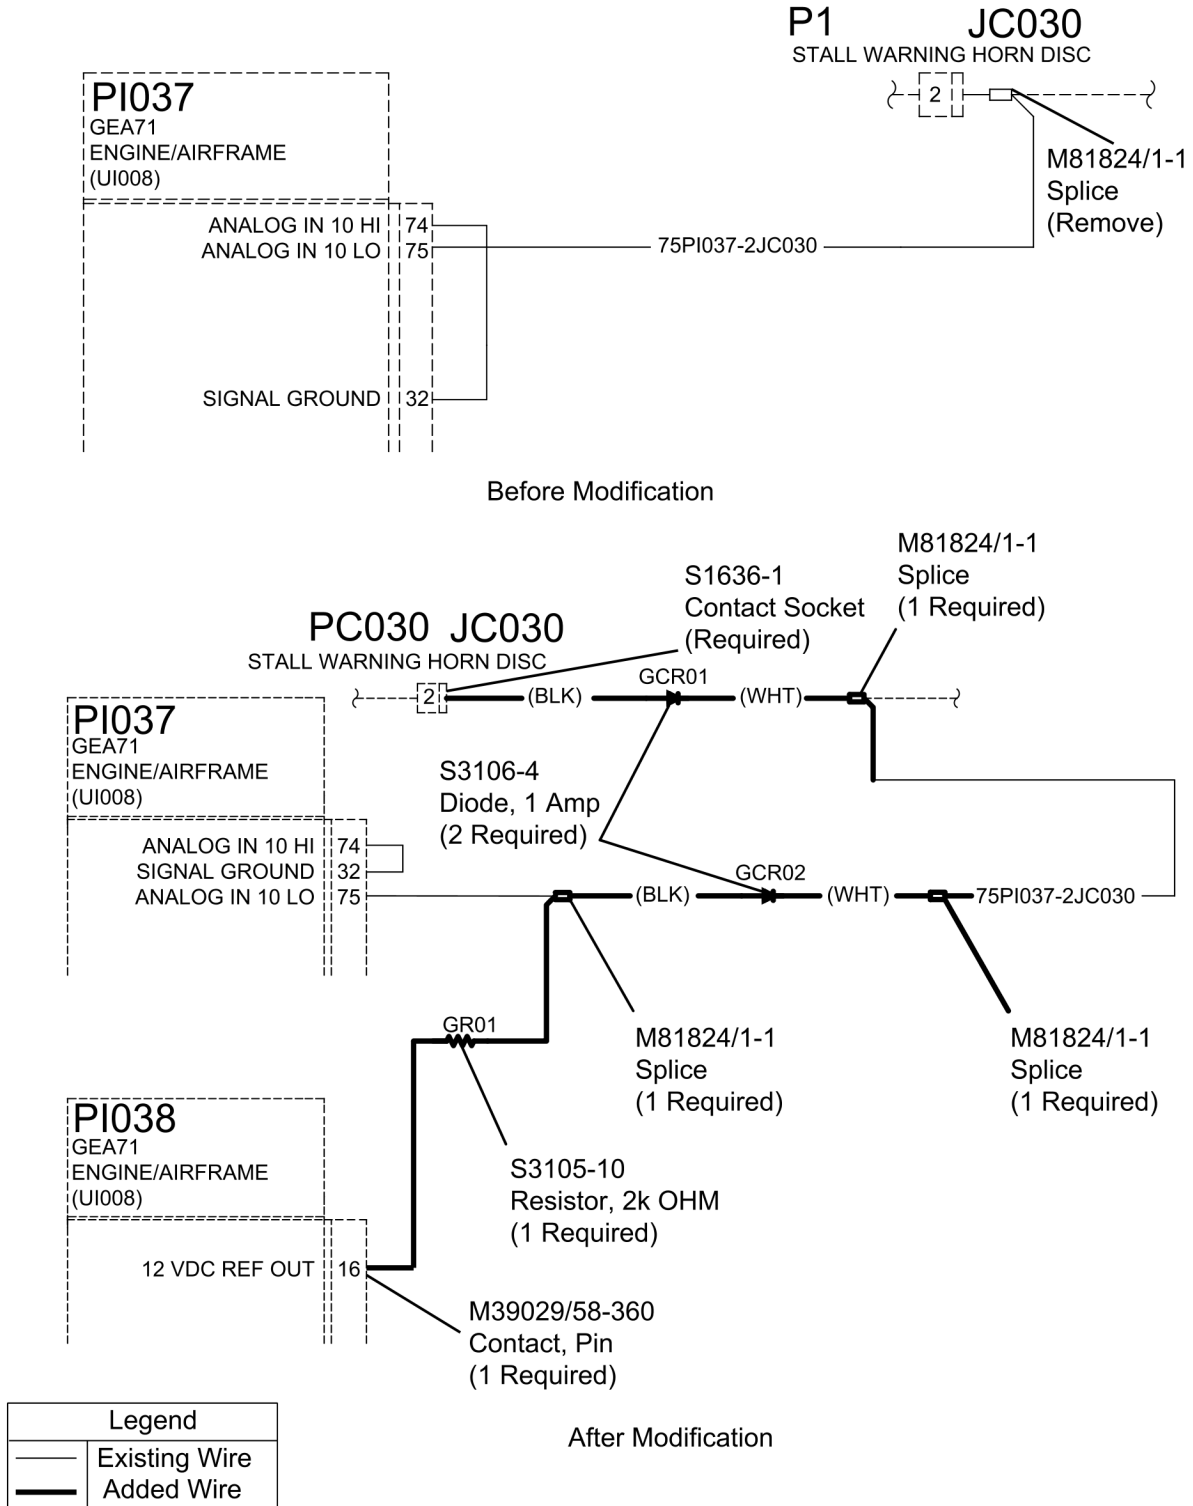 P1 JC030
STALL WARNING HORN DISC
2
M81824/1-1
Splice
(Remove)
PI037
GEA71
ENGINE/AIRFRAME
(UI008)
ANALOG IN 10 HI 74
ANALOG IN 10 LO 75
75PI037-2JC030
SIGNAL GROUND 32
Before Modification
M81824/1-1
Splice
(1 Required)
S1636-1
Contact Socket
(Required)
PC030 JC030
STALL WARNING HORN DISC
2
(BLK)
GCR01
(WHT)
PI037
GEA71
ENGINE/AIRFRAME
(UI008)
S3106-4
Diode, 1 Amp
(2 Required)
ANALOG IN 10 HI 74
SIGNAL GROUND 32
ANALOG IN 10 LO 75
(BLK)
GCR02
(WHT)
75PI037-2JC030
GR01
M81824/1-1
Splice
(1 Required)
M81824/1-1
Splice
(1 Required)
PI038
GEA71
ENGINE/AIRFRAME
(UI008)
S3105-10
Resistor, 2k OHM
(1 Required)
12 VDC REF OUT 16
M39029/58-360
Contact, Pin
(1 Required)
Legend
Existing Wire
Added Wire
After Modification